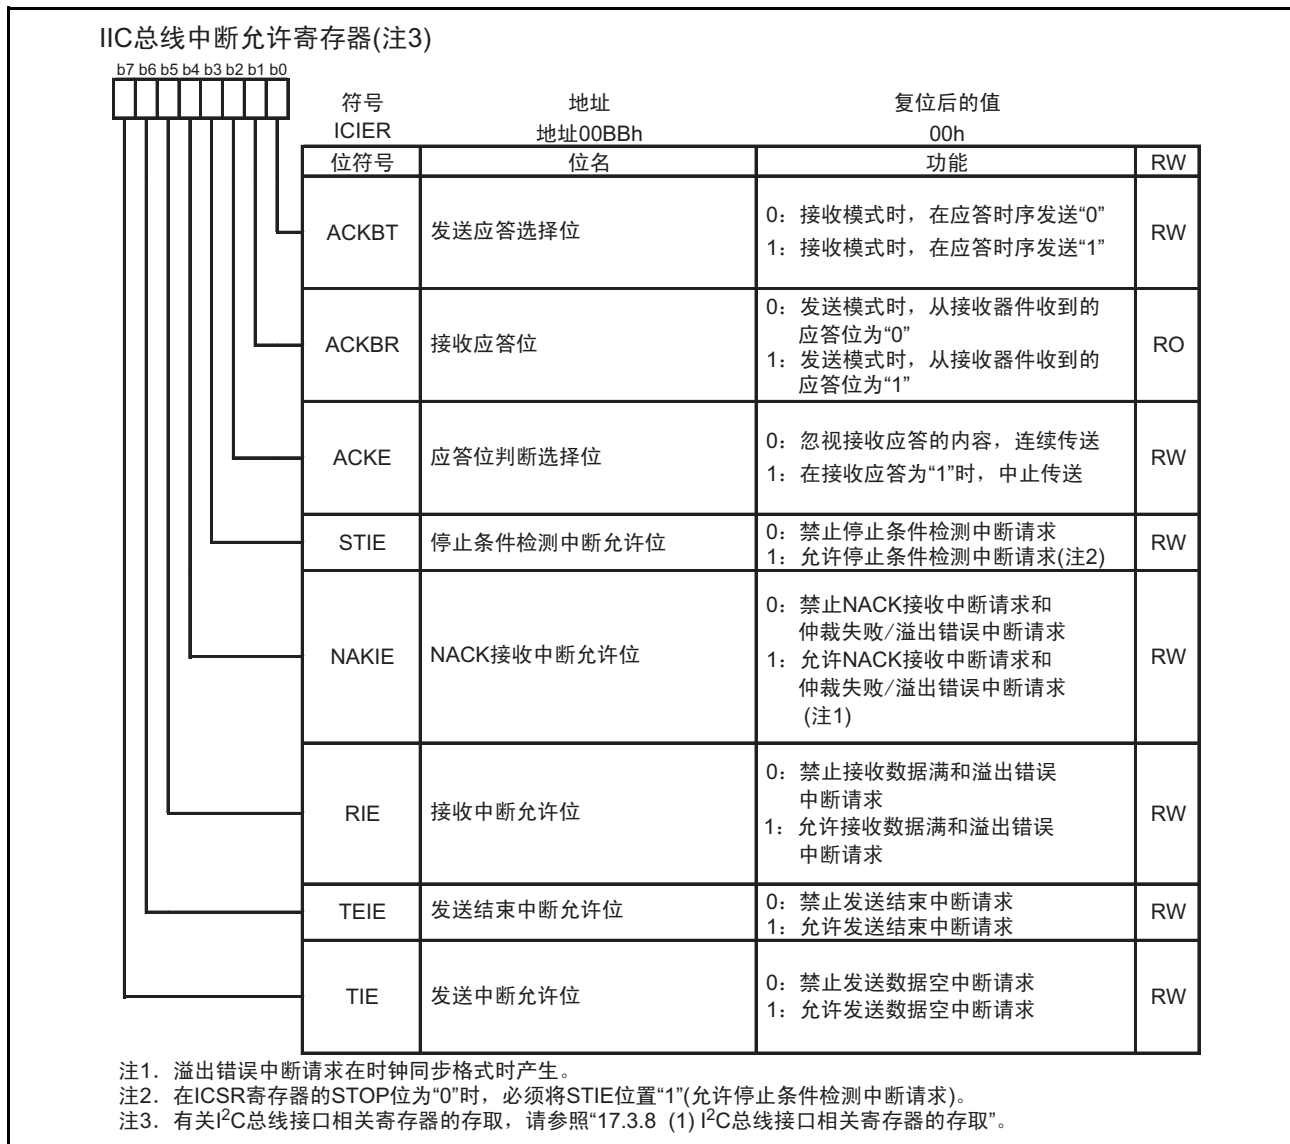 IIC总线中断允许寄存器(注3)
b7 b6 b5 b4 b3 b2 b1 b0
符号 地址 复位后的值
ICIER 地址00BBh 00h
位符号 位名 功能 RW
ACKBT 发送应答选择位 0：接收模式时，在应答时序发送“0” RW
1：接收模式时，在应答时序发送“1”
ACKBR 接收应答位 0：发送模式时，从接收器件收到的 RO
应答位为“0”
1：发送模式时，从接收器件收到的
应答位为“1”
ACKE 应答位判断选择位 0：忽视接收应答的内容，连续传送 RW
1：在接收应答为“1”时，中止传送
STIE 停止条件检测中断允许位 0：禁止停止条件检测中断请求 RW
1：允许停止条件检测中断请求(注2)
NAKIE NACK接收中断允许位 0：禁止NACK接收中断请求和 RW
仲裁失败/溢出错误中断请求
1：允许NACK接收中断请求和
仲裁失败/溢出错误中断请求
(注1)
RIE 接收中断允许位 0：禁止接收数据满和溢出错误 RW
中断请求
1：允许接收数据满和溢出错误
中断请求
TEIE 发送结束中断允许位 0：禁止发送结束中断请求 RW
1：允许发送结束中断请求
TIE 发送中断允许位 0：禁止发送数据空中断请求 RW
1：允许发送数据空中断请求
注1．溢出错误中断请求在时钟同步格式时产生。
注2．在ICSR寄存器的STOP位为“0”时，必须将STIE位置“1”(允许停止条件检测中断请求)。
注3．有关I²C总线接口相关寄存器的存取，请参照“17.3.8 (1) I²C总线接口相关寄存器的存取”。